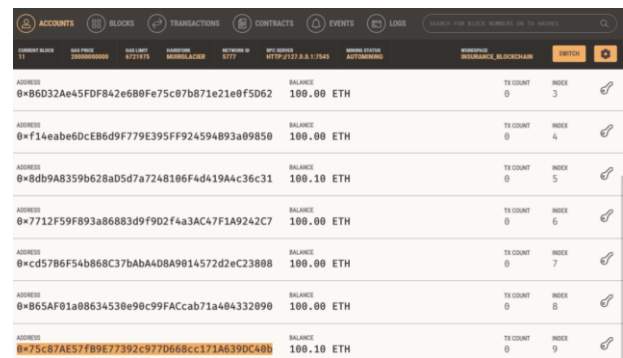 ACCOUNTS BLOCKS TRANSACTIONS CONTRACTS EVENTS LOGS SEARCH FOR BLOCK NUMBERS OR TX HASHES
CURRENT BLOCK GAS PRICE GAS LIMIT HARDFORK NETWORK ID RPC SERVER MINING STATUS WORKSPACE
11 20000000000 6721975 MUIRGLACIER 5777 HTTP://127.0.0.1:7545 AUTOMINING INSURANCE_BLOCKCHAIN SWITCH
ADDRESS BALANCE TX COUNT INDEX
0×B6D32Ae45FDF842e6B0Fe75c07b871e21e0f5D62 100.00 ETH 0 3
ADDRESS BALANCE TX COUNT INDEX
0×f14eabe6DcEB6d9F779E395FF924594B93a09850 100.00 ETH 0 4
ADDRESS BALANCE TX COUNT INDEX
0×8db9A8359b628aD5d7a7248106F4d419A4c36c31 100.10 ETH 0 5
ADDRESS BALANCE TX COUNT INDEX
0×7712F59F893a86883d9f9D2f4a3AC47F1A9242C7 100.00 ETH 0 6
ADDRESS BALANCE TX COUNT INDEX
0×cd57B6F54b868C37bAbA4D8A9014572d2eC23808 100.00 ETH 0 7
ADDRESS BALANCE TX COUNT INDEX
0×B65AF01a08634530e90c99FACcab71a404332090 100.00 ETH 0 8
ADDRESS BALANCE TX COUNT INDEX
0×75c87AE57fB9E77392c977D668cc171A639DC40b 100.10 ETH 0 9